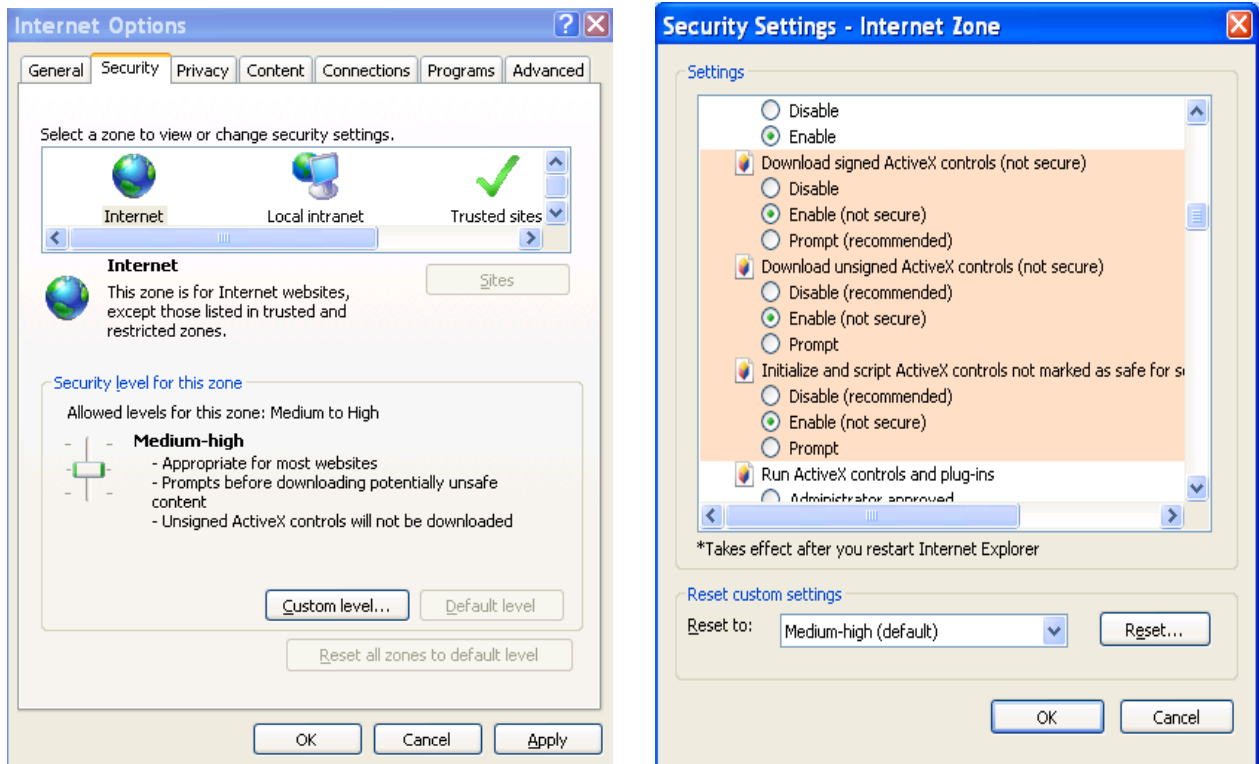 Internet Options
General Security Privacy Content Connections Programs Advanced
Select a zone to view or change security settings.
Internet Local intranet Trusted sites
Internet
Sites
This zone is for Internet websites,
except those listed in trusted and
restricted zones.
Security level for this zone
Allowed levels for this zone: Medium to High
Medium-high
- Appropriate for most websites
- Prompts before downloading potentially unsafe
content
- Unsigned ActiveX controls will not be downloaded
Custom level... Default level
Reset all zones to default level
OK Cancel Apply
Security Settings - Internet Zone
Settings
Disable
Enable
Download signed ActiveX controls (not secure)
Disable
Enable (not secure)
Prompt (recommended)
Download unsigned ActiveX controls (not secure)
Disable (recommended)
Enable (not secure)
Prompt
Initialize and script ActiveX controls not marked as safe for
Disable (recommended)
Enable (not secure)
Prompt
Run ActiveX controls and plug-ins
Administrator approved
*Takes effect after you restart Internet Explorer
Reset custom settings
Reset to: Medium-high (default) Reset...
OK Cancel